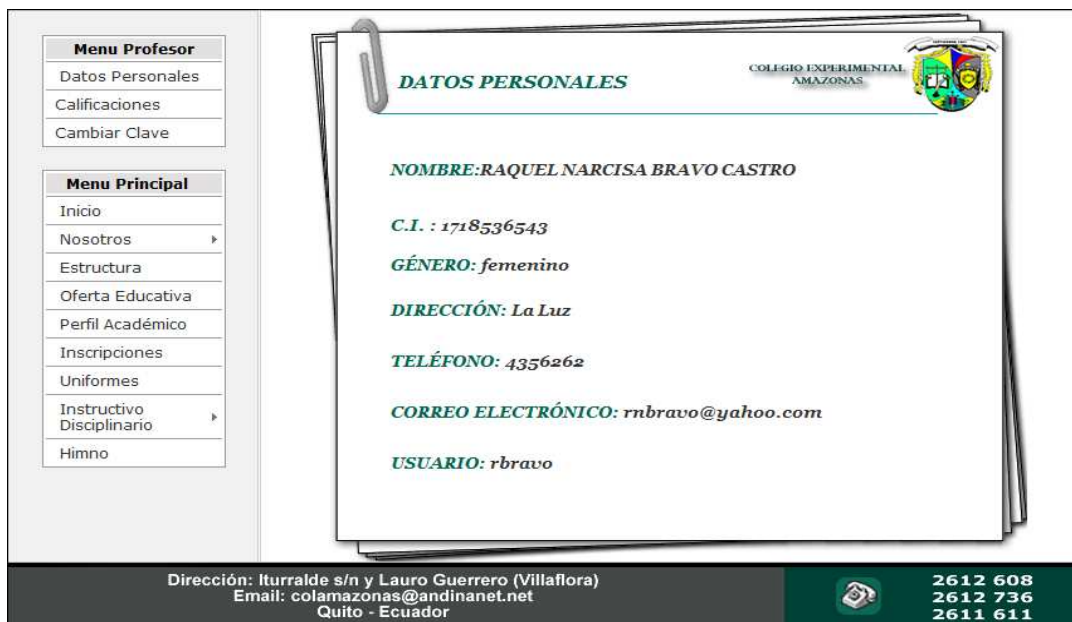 Menu Profesor
Datos Personales
Calificaciones
Cambiar Clave
Menu Principal
Inicio
Nosotros
Estructura
Oferta Educativa
Perfil Académico
Inscripciones
Uniformes
Instructivo
Disciplinario
Himno
DATOS PERSONALES
COLEGIO EXPERIMENTAL
AMAZONAS
NOMBRE:RAQUEL NARCISA BRAVO CASTRO
C.I. : 1718536543
GÉNERO: femenino
DIRECCIÓN: La Luz
TELÉFONO: 4356262
CORREO ELECTRÓNICO: rnbravo@yahoo.com
USUARIO: rbravo
Dirección: Iturralde s/n y Lauro Guerrero (Villaflora)
Email: colamazonas@andinanet.net
Quito - Ecuador
2612 608
2612 736
2611 611